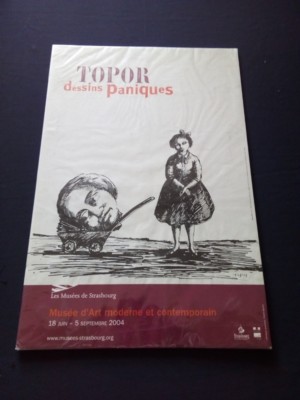 TOPOR
dessins paniques
Les Musées de Strasbourg
Musée d'Art moderne et contemporain
18 JUIN – 5 SEPTEMBRE 2004
www.musees-strasbourg.org